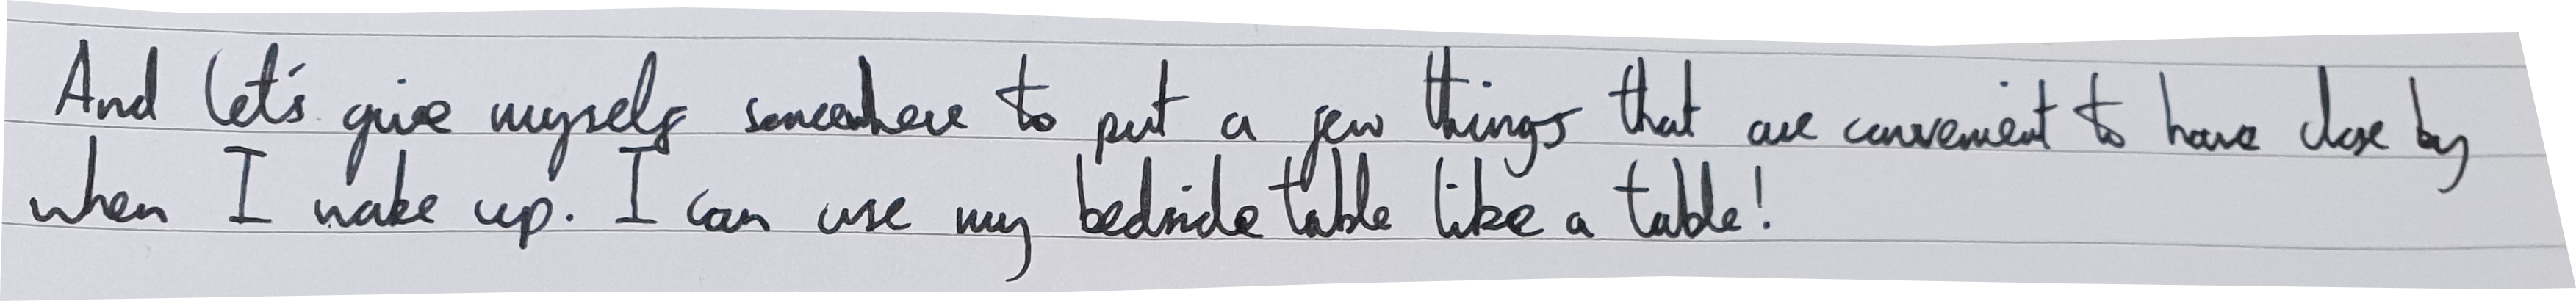 And let's give myself somewhere to put a few things that are convenient to have close by
when I wake up. I can use my bedside table like a table!